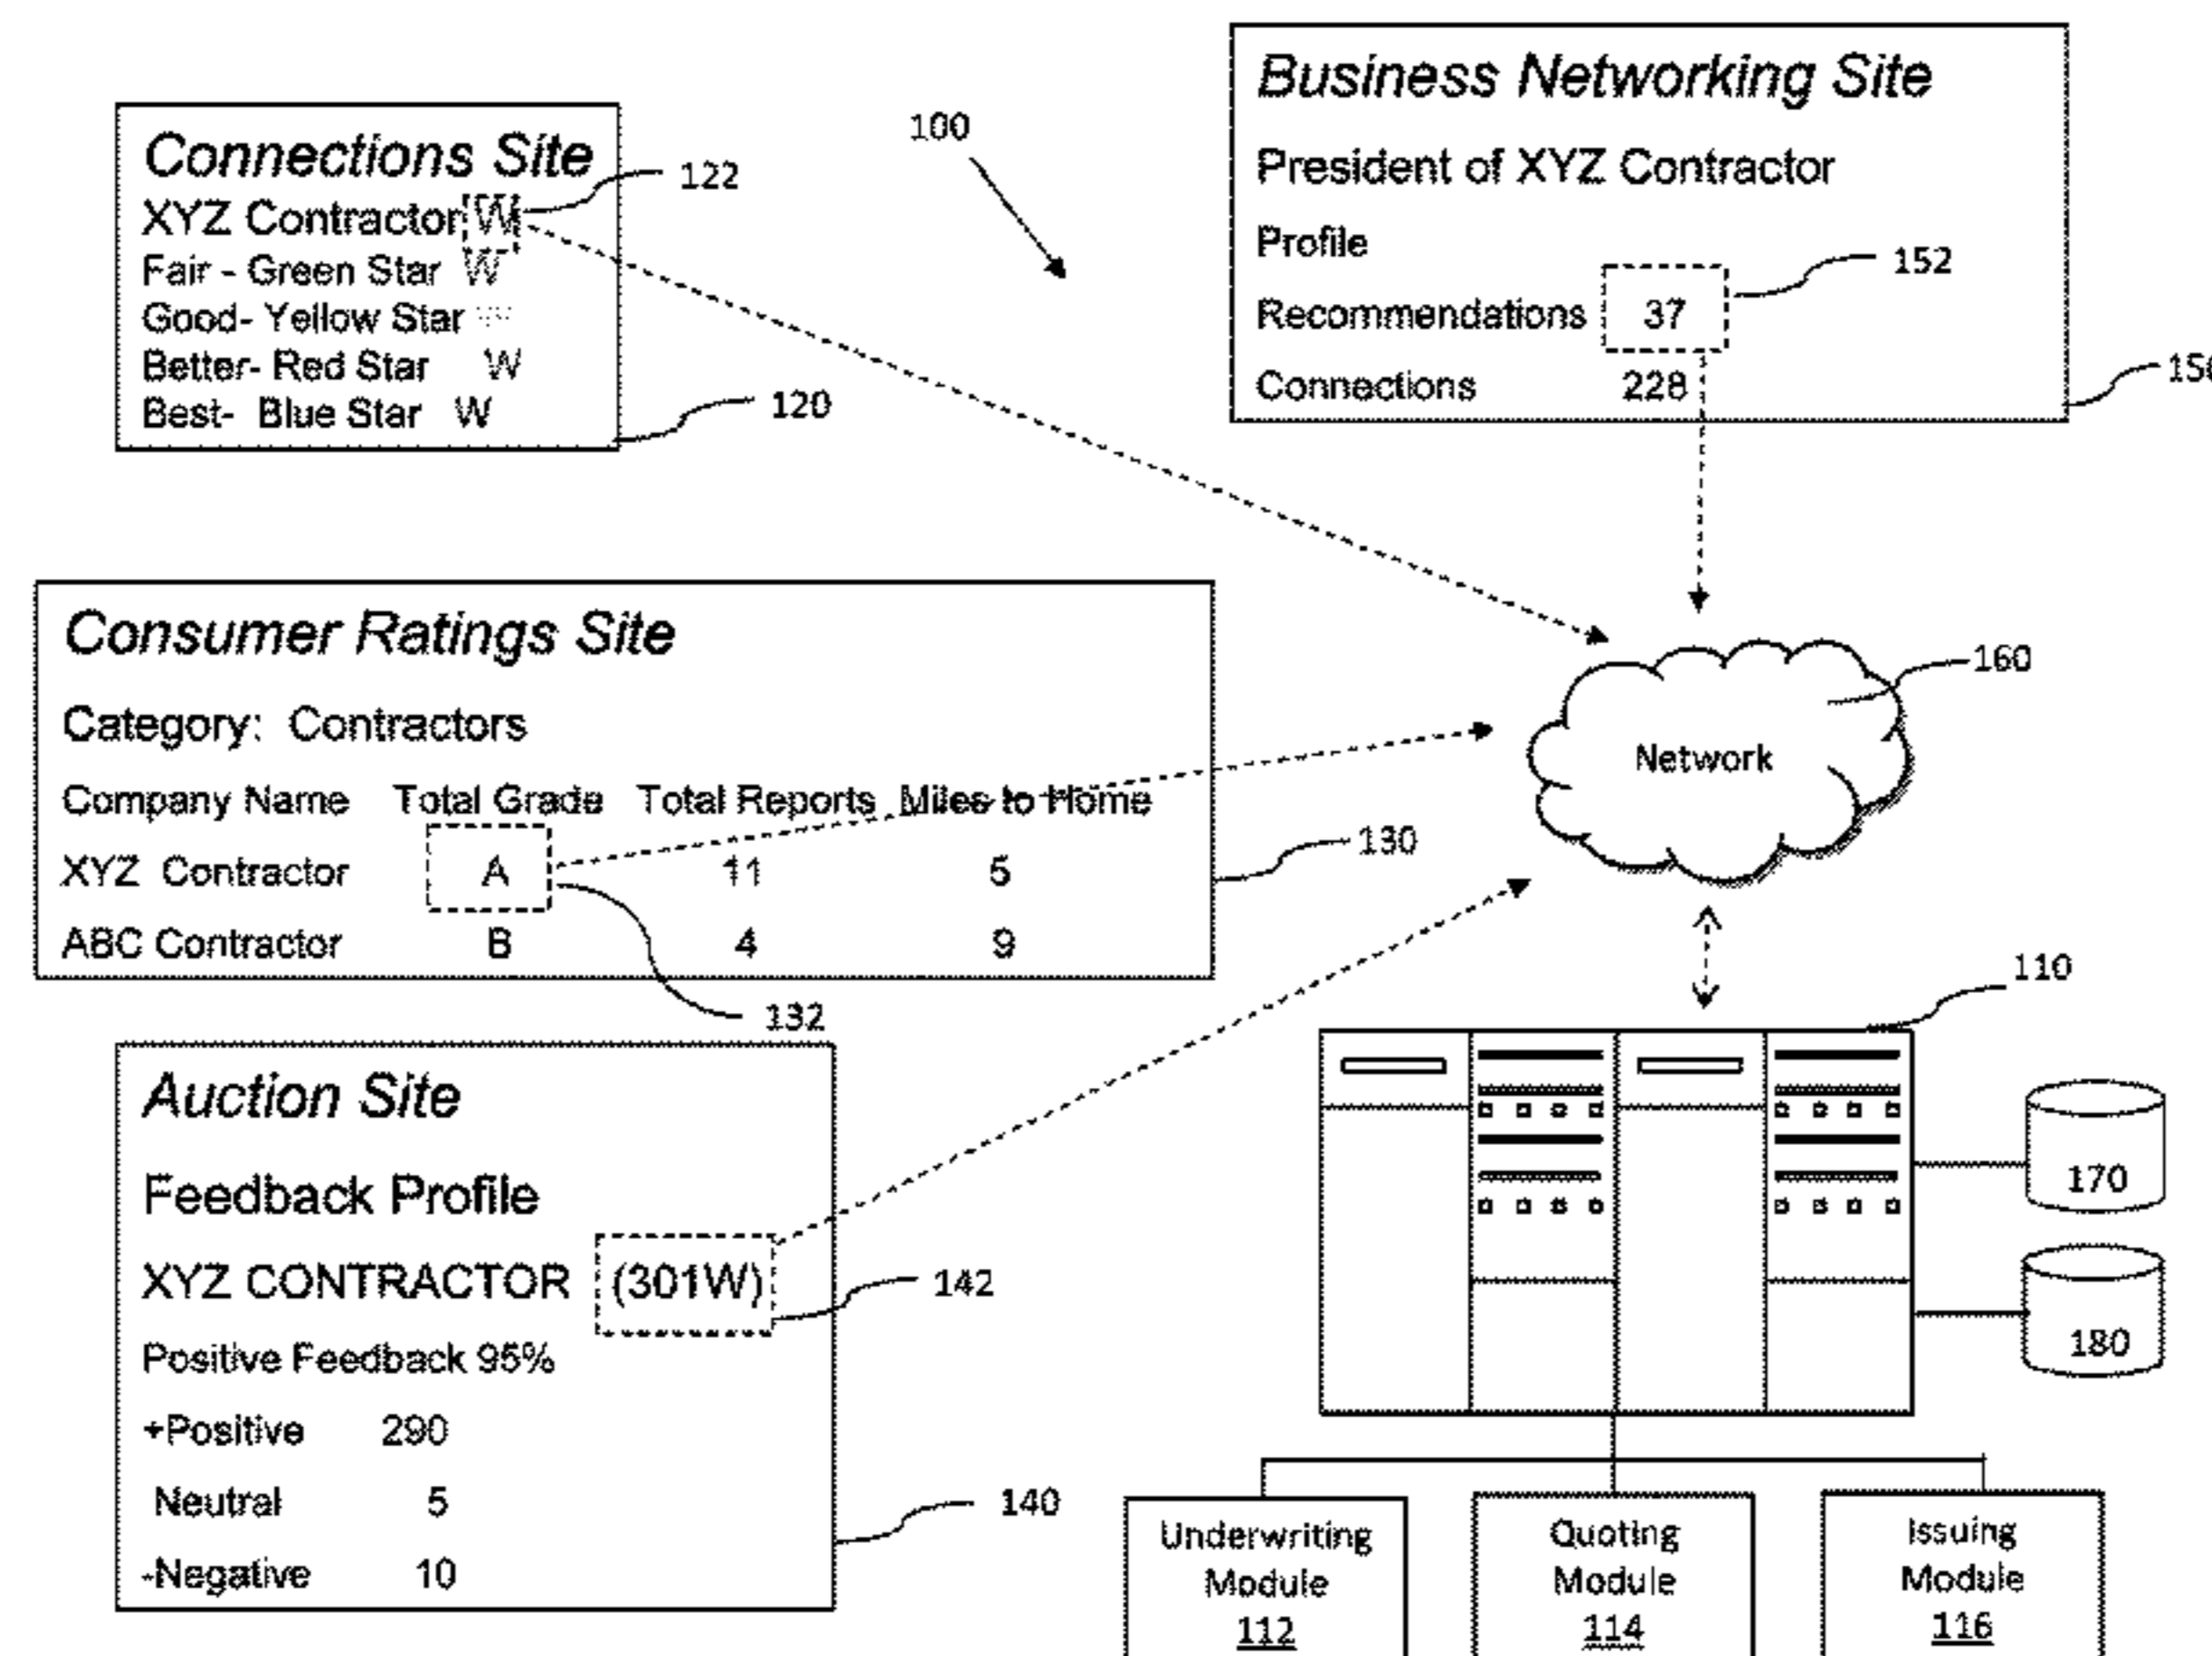 Connections Site
XYZ Contractor W
Fair - Green Star W
Good- Yellow Star
Better- Red Star W
Best- Blue Star W
122
120
100
Business Networking Site
President of XYZ Contractor
Profile
Recommendations 37
Connections 228
152
Consumer Ratings Site
Category: Contractors
Company Name Total Grade Total Reports Miles to Home
XYZ Contractor A 11 5
ABC Contractor B 4 9
130
132
Network
160
Auction Site
Feedback Profile
XYZ CONTRACTOR (301W)
Positive Feedback 95%
+Positive 290
Neutral 5
-Negative 10
142
140
110
170
180
Underwriting
Module
112
Quoting
Module
114
Issuing
Module
116